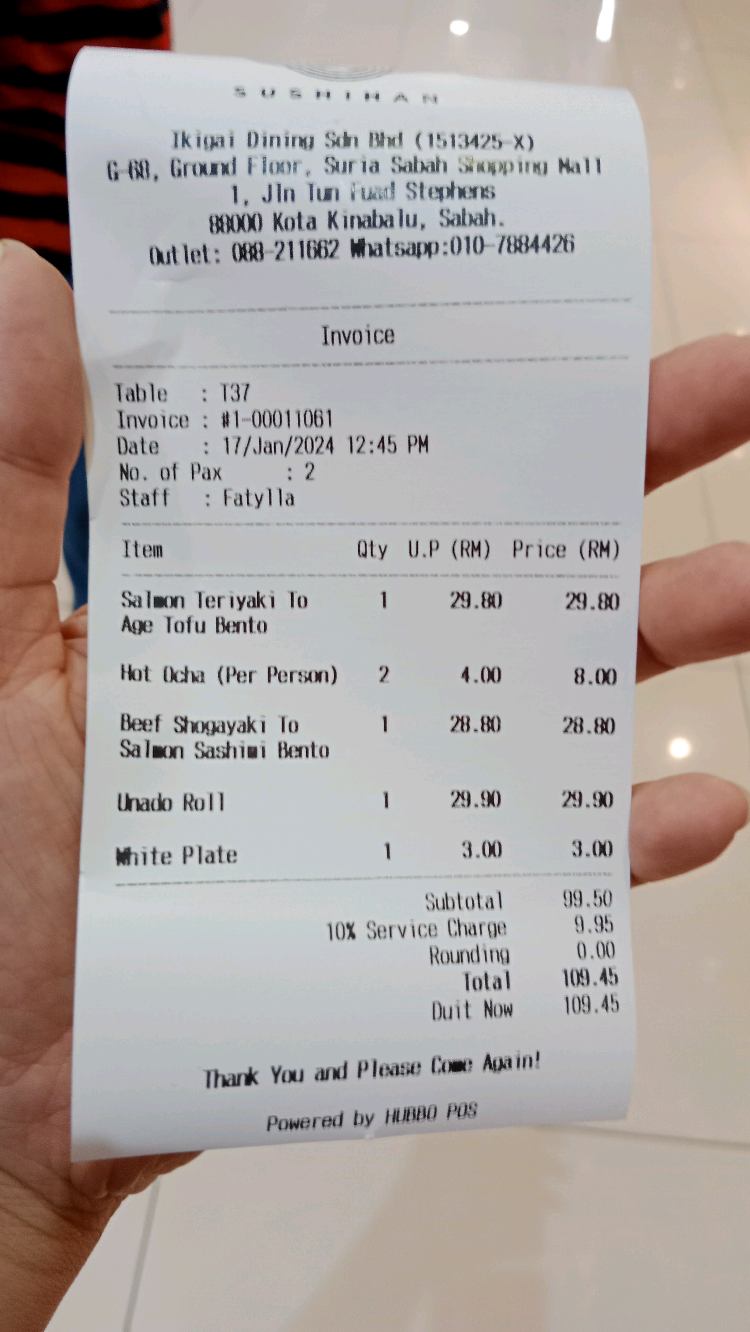 SUSHIHAN
Ikigai Dining Sdn Bhd (1513425-X)
G-68, Ground Floor, Suria Sabah Shopping Mall
1, Jln Tun Fuad Stephens
88000 Kota Kinabalu, Sabah.
Outlet: 088-211662 Whatsapp:010-7884426
Invoice
Table : T37
Invoice : #1-00011061
Date : 17/Jan/2024 12:45 PM
No. of Pax : 2
Staff : Fatylla
Item Qty U.P (RM) Price (RM)
Salmon Teriyaki To 1 29.80 29.80
Age Tofu Bento
Hot Ocha (Per Person) 2 4.00 8.00
Beef Shogayaki To 1 28.80 28.80
Salmon Sashimi Bento
Unado Roll 1 29.90 29.90
White Plate 1 3.00 3.00
Subtotal 99.50
10% Service Charge 9.95
Rounding 0.00
Total 109.45
Duit Now 109.45
Thank You and Please Come Again!
Powered by HUBBO POS